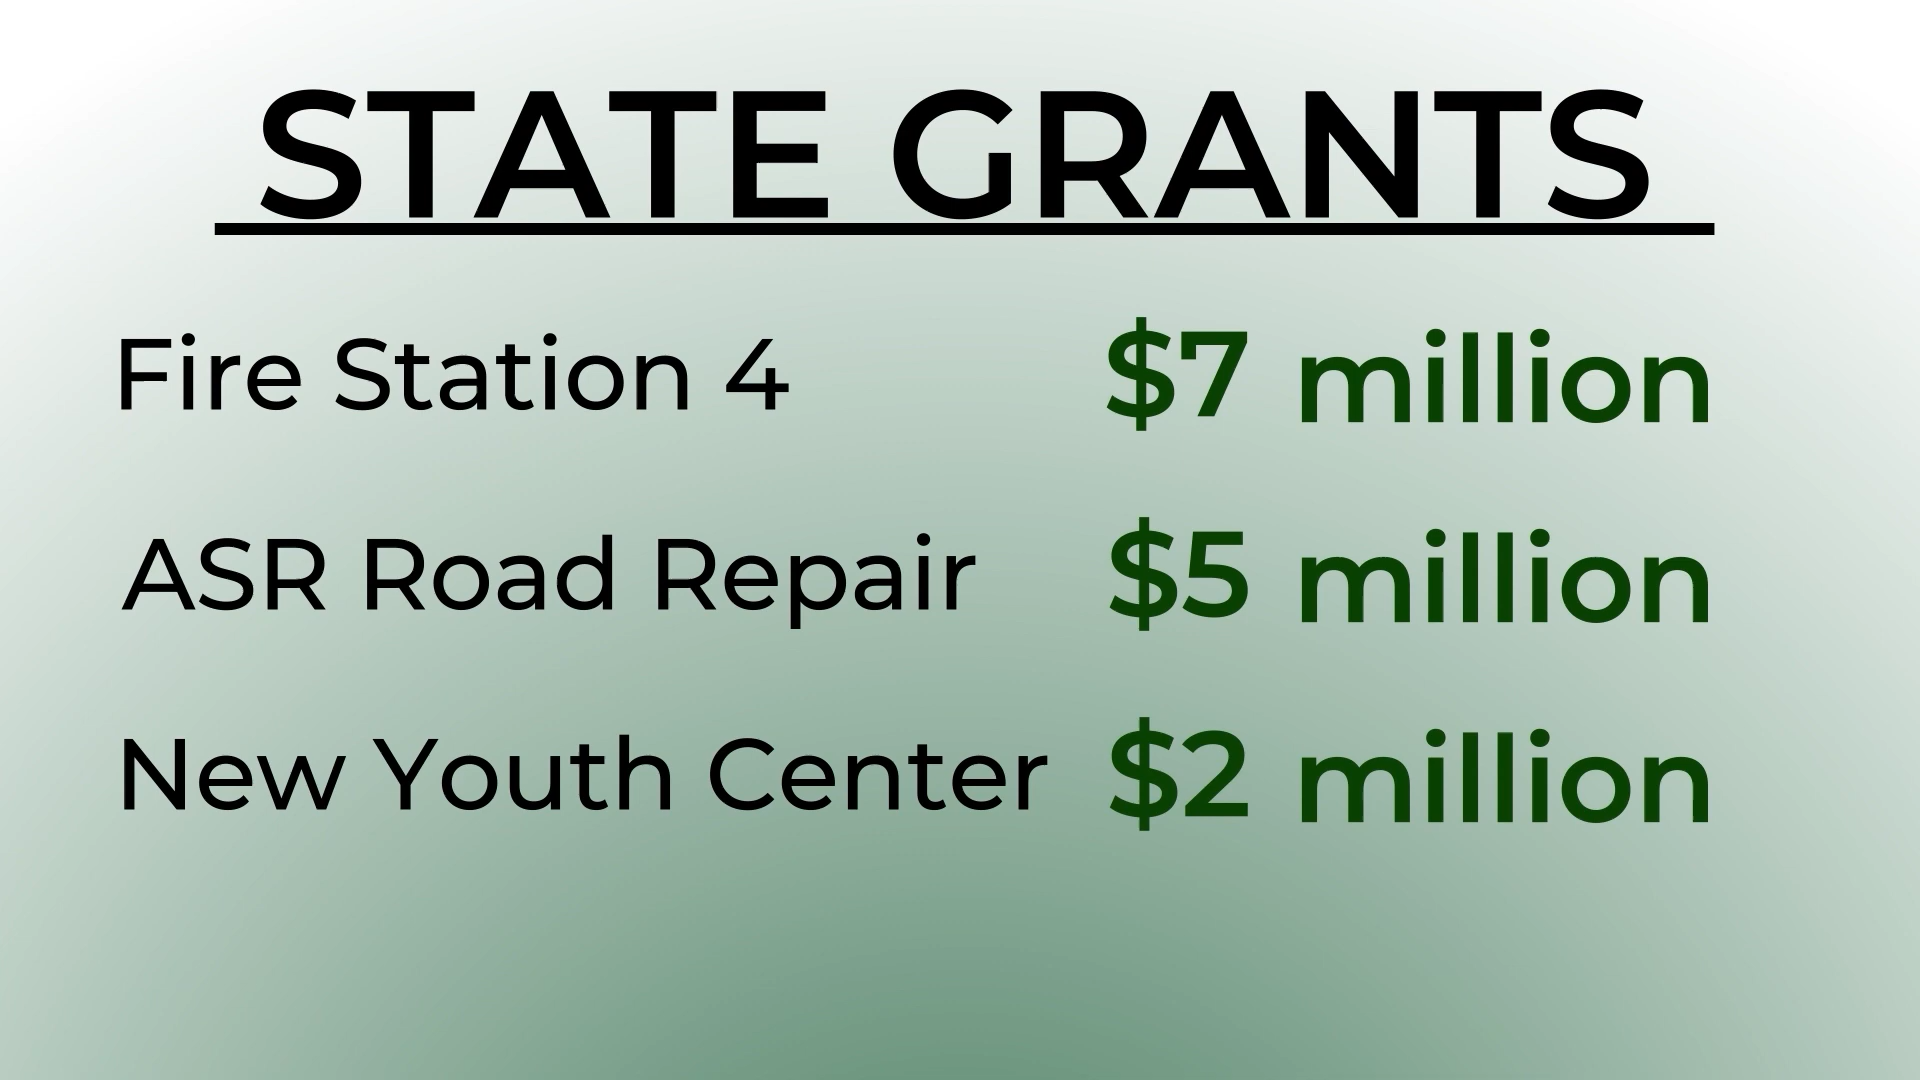 STATE GRANTS
Fire Station 4 $7 million
ASR Road Repair $5 million
New Youth Center $2 million